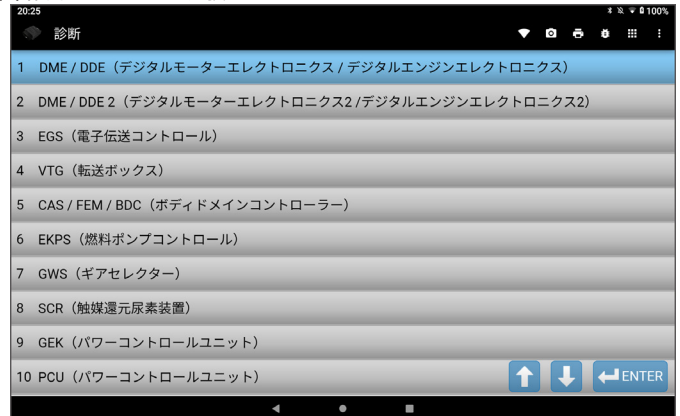 20:25
100%
診断
1 DME / DDE（デジタルモーターエレクトロニクス / デジタルエンジンエレクトロニクス）
2 DME / DDE 2（デジタルモーターエレクトロニクス2 /デジタルエンジンエレクトロニクス2）
3 EGS（電子伝送コントロール）
4 VTG（転送ボックス）
5 CAS / FEM / BDC（ボディドメインコントローラー）
6 EKPS（燃料ポンプコントロール）
7 GWS（ギアセレクター）
8 SCR（触媒還元尿素装置）
9 GEK（パワーコントロールユニット）
10 PCU（パワーコントロールユニット）
ENTER